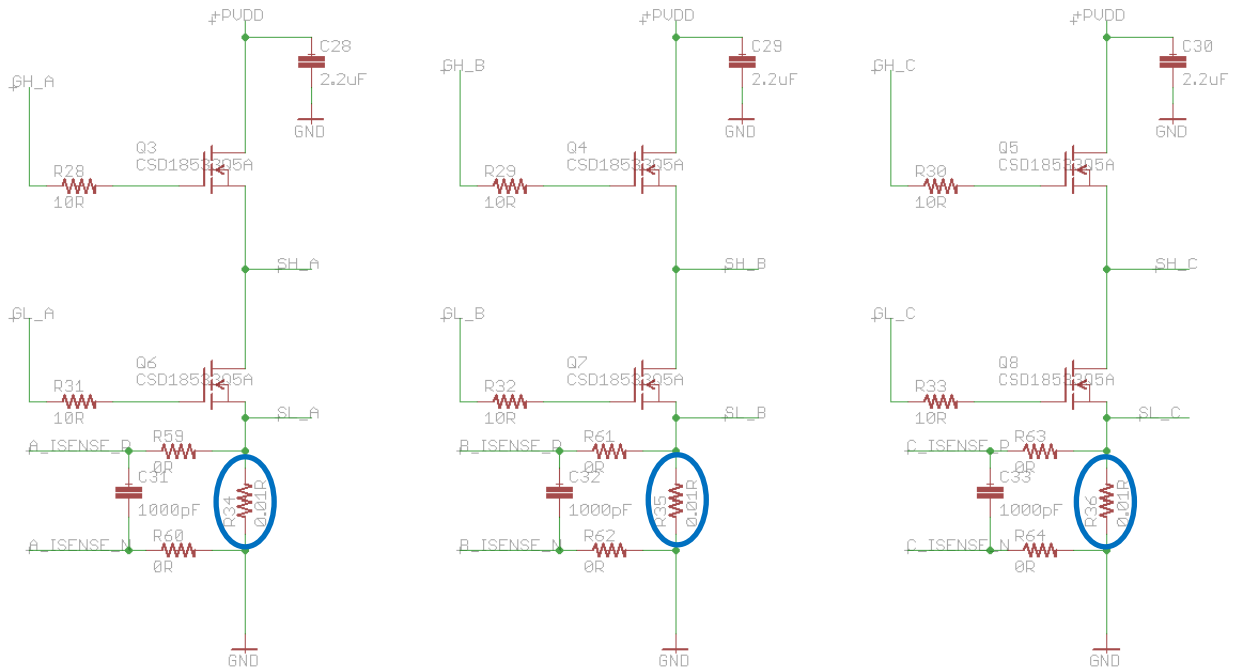 +PVDD
C28
2.2uF
GND
GH_A
Q3
CSD18533Q5A
R28
10R
SH_A
GL_A
Q6
CSD18533Q5A
R31
10R
SL_A
A_ISENSE_P
R59
0R
C31
1000pF
R34
0.01R
A_ISENSE_N
R60
0R
GND
+PVDD
C29
2.2uF
GND
GH_B
Q4
CSD18533Q5A
R29
10R
SH_B
GL_B
Q7
CSD18533Q5A
R32
10R
SL_B
B_ISENSE_P
R61
0R
C32
1000pF
R35
0.01R
B_ISENSE_N
R62
0R
GND
+PVDD
C30
2.2uF
GND
GH_C
Q5
CSD18533Q5A
R30
10R
SH_C
GL_C
Q8
CSD18533Q5A
R33
10R
SL_C
C_ISENSE_P
R63
0R
C33
1000pF
R36
0.01R
C_ISENSE_N
R64
0R
GND